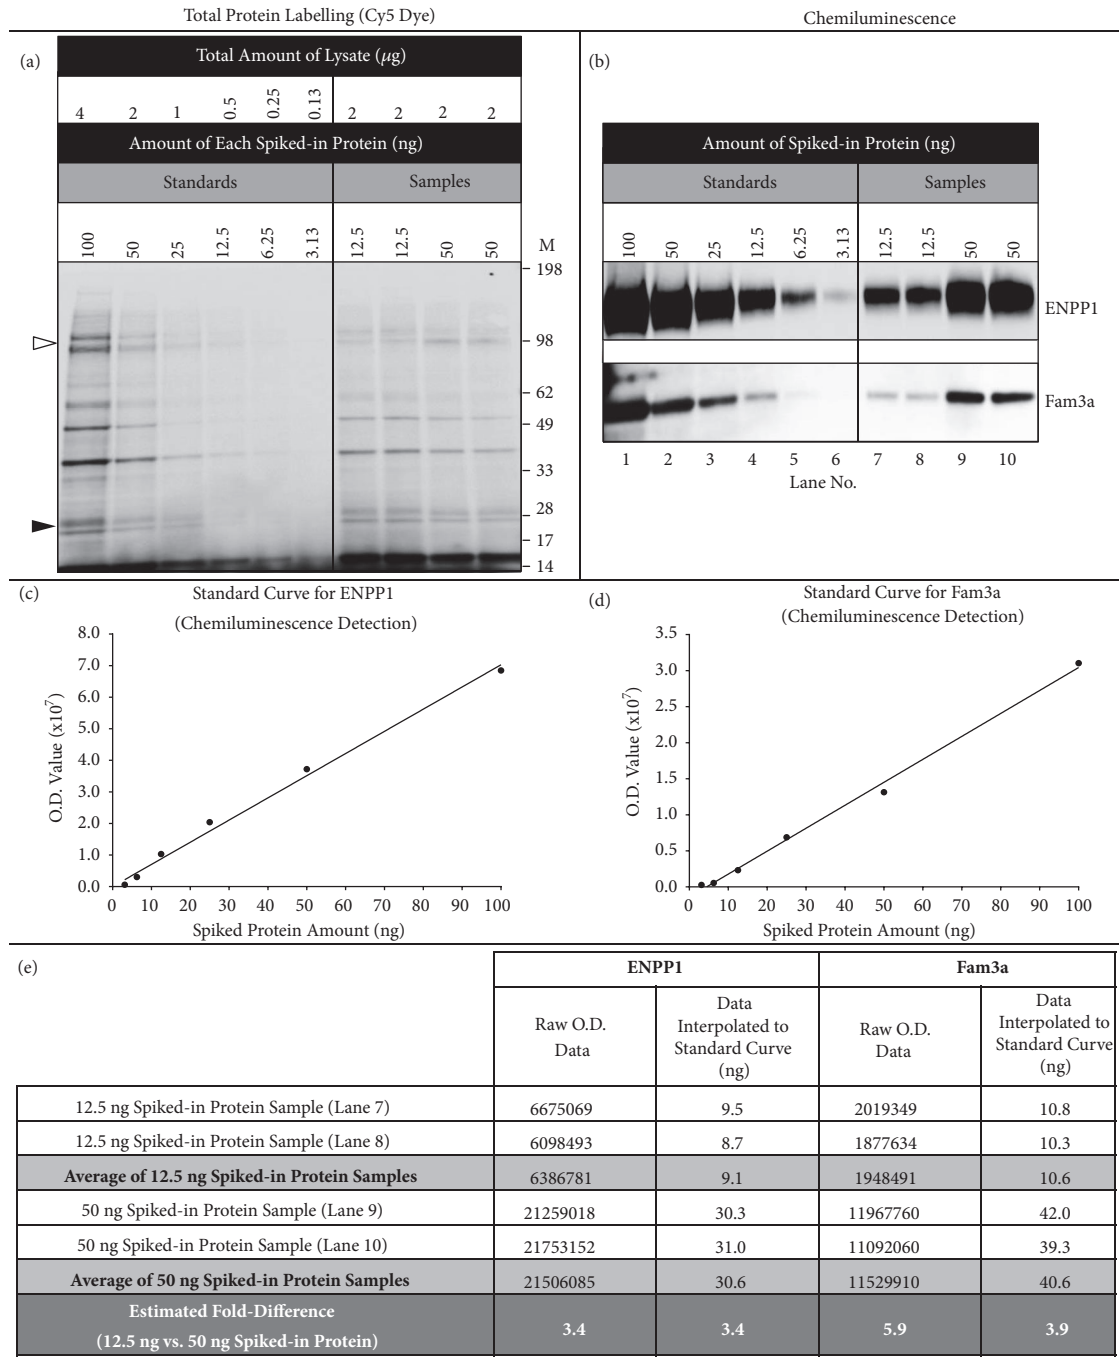 Total Protein Labelling (Cy5 Dye)
Chemiluminescence
(a)
Total Amount of Lysate (μg)
4 2 1 0.5 0.25 0.13 2 2 2 2
Amount of Each Spiked-in Protein (ng)
Standards Samples
100 50 25 12.5 6.25 3.13 12.5 12.5 50 50
M
198
98
62
49
33
28
17
14
(b)
Amount of Spiked-in Protein (ng)
Standards Samples
100 50 25 12.5 6.25 3.13 12.5 12.5 50 50
ENPP1
Fam3a
1 2 3 4 5 6 7 8 9 10
Lane No.
(c)
Standard Curve for ENPP1
(Chemiluminescence Detection)
8.0
7.0
6.0
5.0
4.0
3.0
2.0
1.0
0.0
O.D. Value (x10⁷)
0 10 20 30 40 50 60 70 80 90 100
Spiked Protein Amount (ng)
(d)
Standard Curve for Fam3a
(Chemiluminescence Detection)
3.5
3.0
2.5
2.0
1.5
1.0
0.5
0.0
O.D. Value (x10⁷)
0 10 20 30 40 50 60 70 80 90 100
Spiked Protein Amount (ng)
(e)
ENPP1 Fam3a
Raw O.D.
Data
Data
Interpolated to
Standard Curve
(ng)
Raw O.D.
Data
Data
Interpolated to
Standard Curve
(ng)
12.5 ng Spiked-in Protein Sample (Lane 7) 6675069 9.5 2019349 10.8
12.5 ng Spiked-in Protein Sample (Lane 8) 6098493 8.7 1877634 10.3
Average of 12.5 ng Spiked-in Protein Samples 6386781 9.1 1948491 10.6
50 ng Spiked-in Protein Sample (Lane 9) 21259018 30.3 11967760 42.0
50 ng Spiked-in Protein Sample (Lane 10) 21753152 31.0 11092060 39.3
Average of 50 ng Spiked-in Protein Samples 21506085 30.6 11529910 40.6
Estimated Fold-Difference
(12.5 ng vs. 50 ng Spiked-in Protein) 3.4 3.4 5.9 3.9